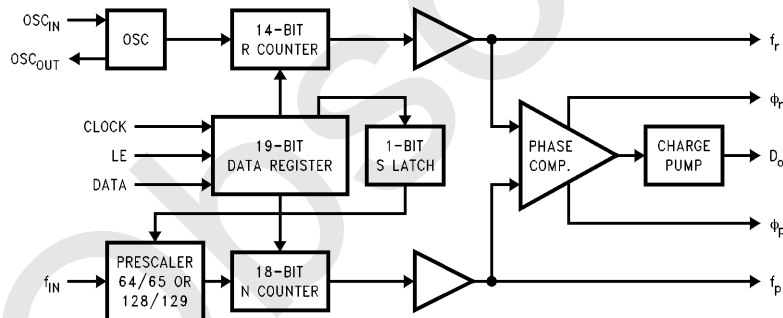 OSCIN
OSCOUT
OSC
14-BIT
R COUNTER
fr
ϕr
CLOCK
LE
DATA
19-BIT
DATA REGISTER
1-BIT
S LATCH
PHASE
COMP.
CHARGE
PUMP
Do
ϕp
fIN
PRESCALER
64/65 OR
128/129
18-BIT
N COUNTER
fp